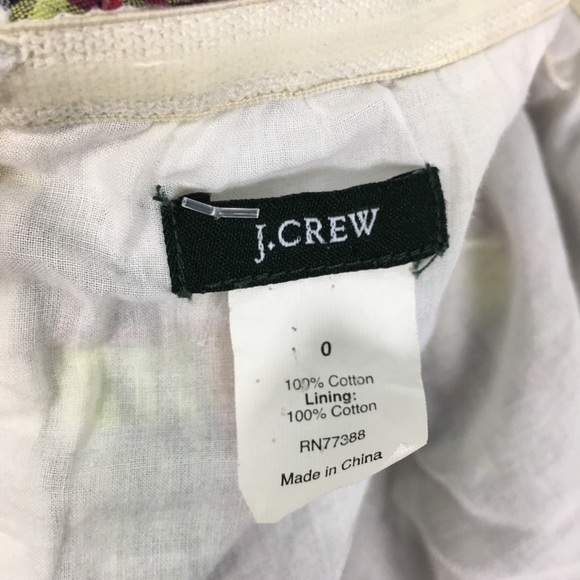 J.CREW
0
100% Cotton
Lining:
100% Cotton
RN77388
Made in China